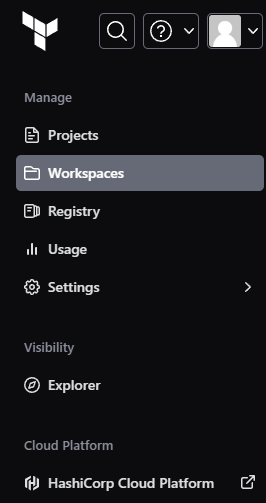 Manage
Projects
Workspaces
Registry
Usage
Settings
Visibility
Explorer
Cloud Platform
HashiCorp Cloud Platform